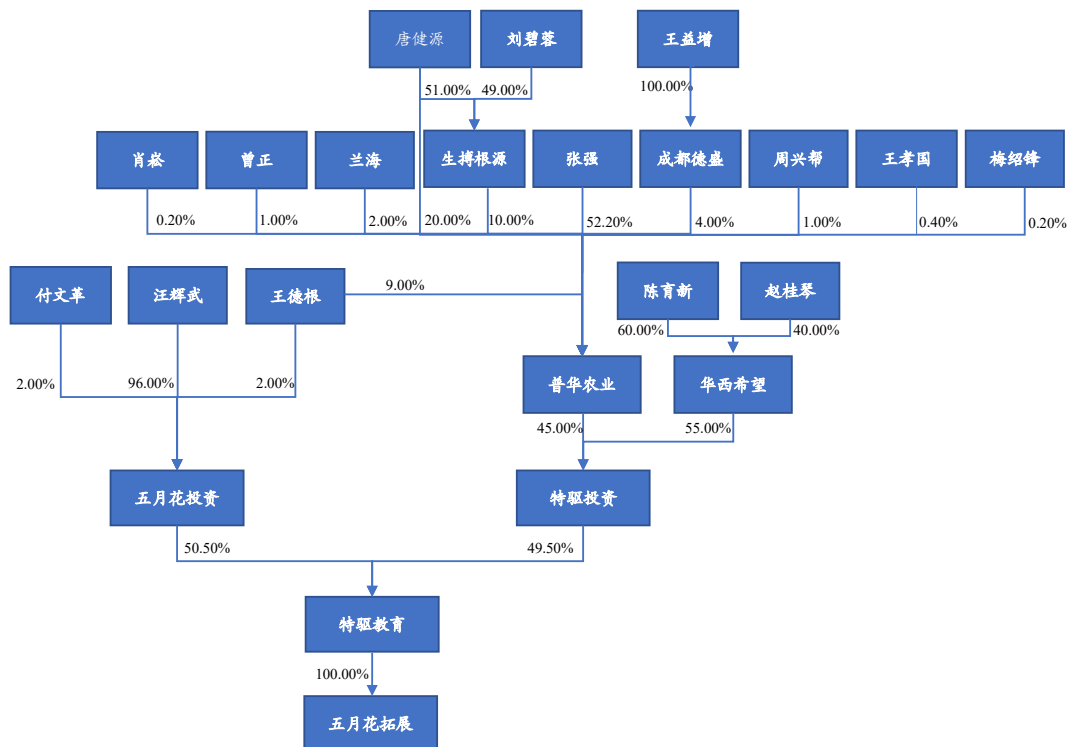 唐健源
刘碧蓉
王益增
51.00%
49.00%
100.00%
肖崧
曾正
兰海
生搏根源
张强
成都德盛
周兴帮
王孝国
梅绍锋
0.20%
1.00%
2.00%
20.00%
10.00%
52.20%
4.00%
1.00%
0.40%
0.20%
付文革
汪辉武
王德根
9.00%
陈育新
赵桂琴
60.00%
40.00%
2.00%
96.00%
2.00%
普华农业
华西希望
45.00%
55.00%
五月花投资
特驱投资
50.50%
49.50%
特驱教育
100.00%
五月花拓展